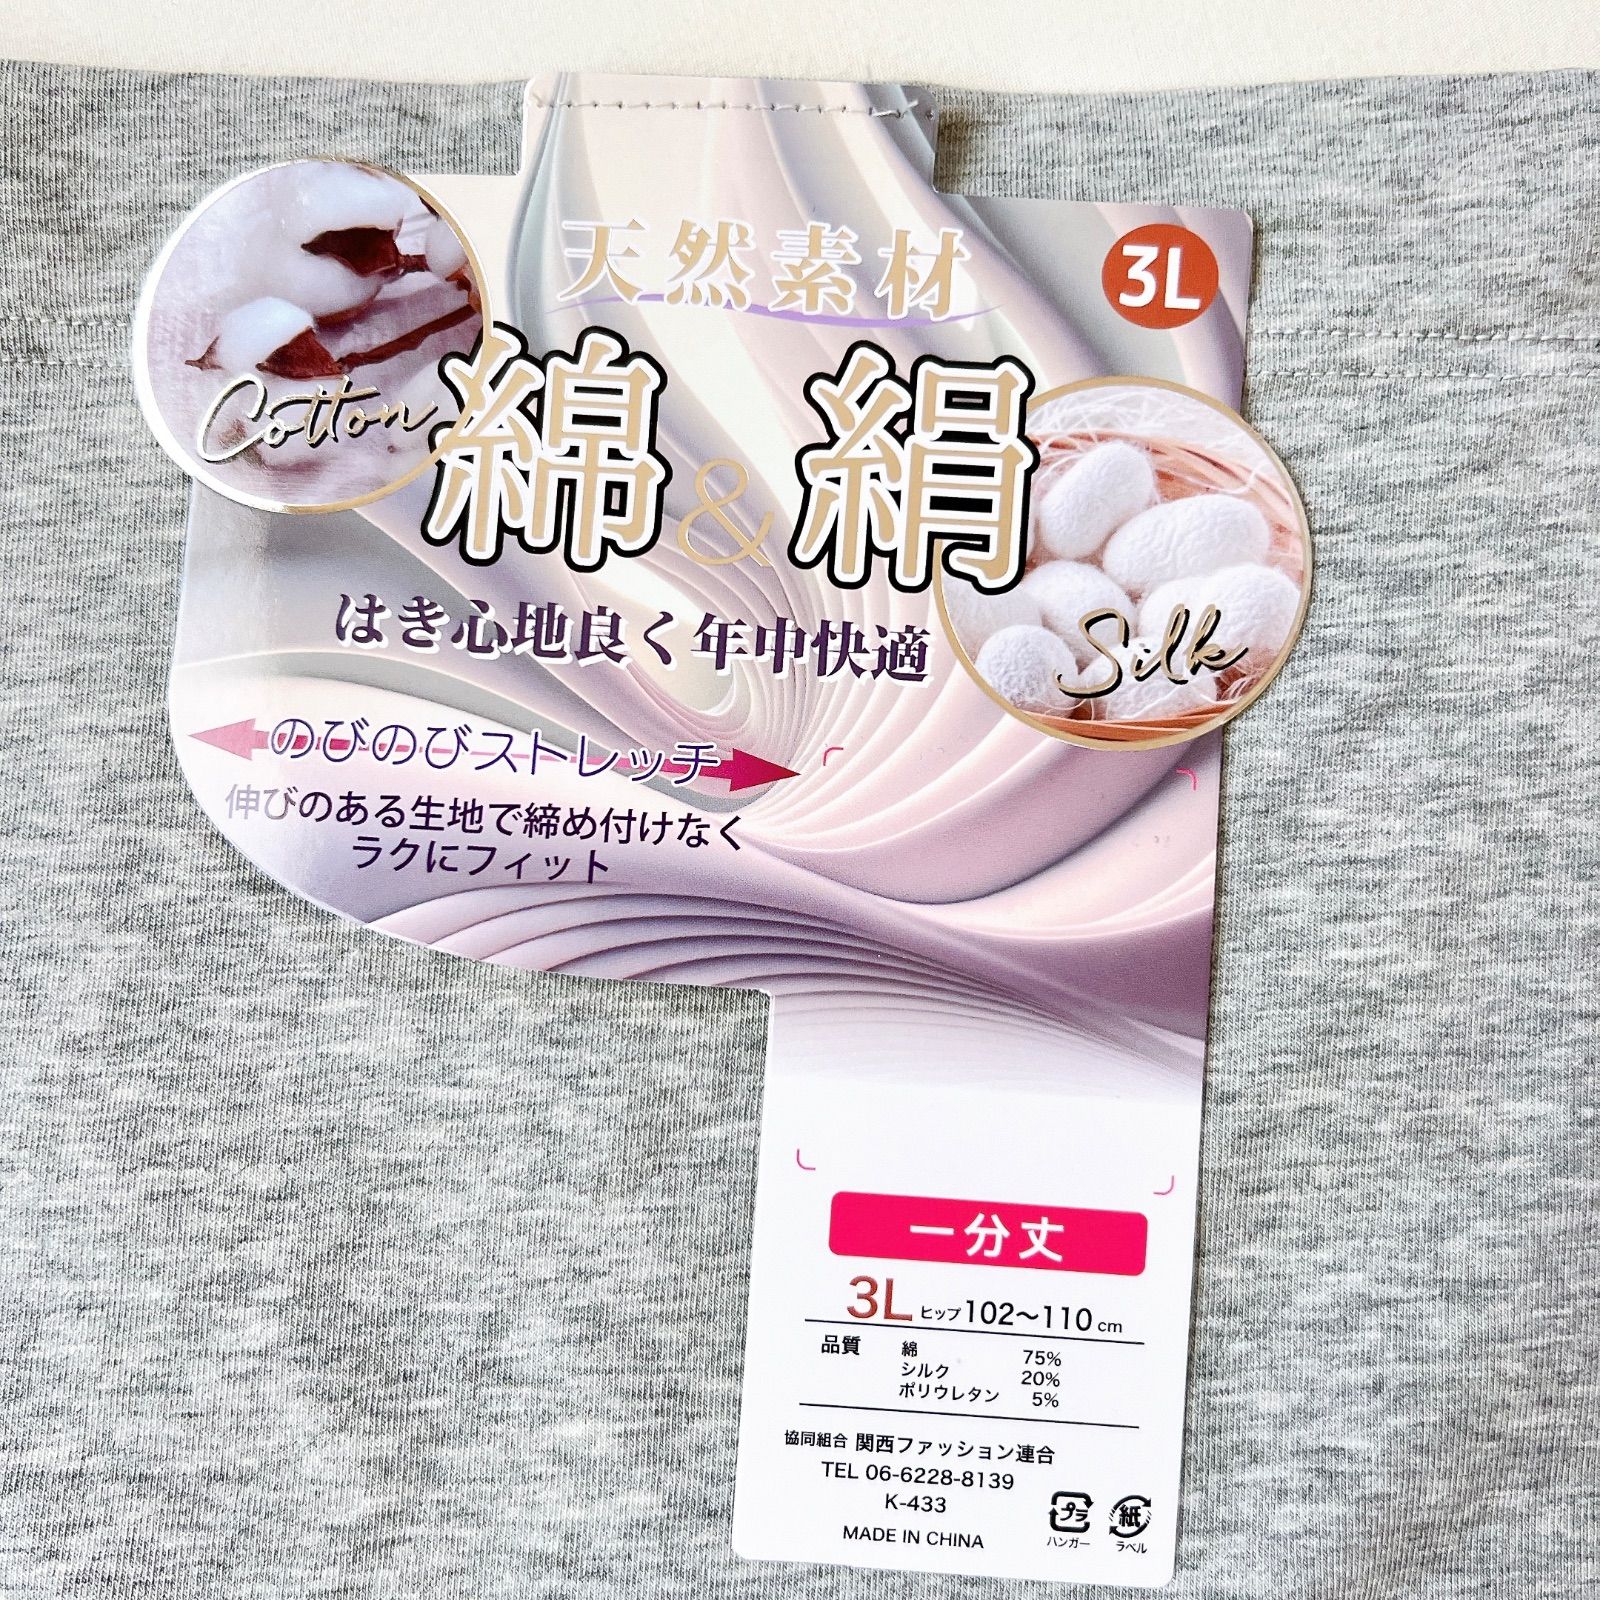 天然素材
3L
Cotton
綿&絹
Silk
はき心地良く年中快適
のびのびストレッチ
伸びのある生地で締め付けなく
ラクにフィット
一分丈
3L ヒップ102～110cm
品質 綿 75%
シルク 20%
ポリウレタン 5%
協同組合 関西ファッション連合
TEL 06-6228-8139
K-433
MADE IN CHINA
プラ
ハンガー
紙
ラベル